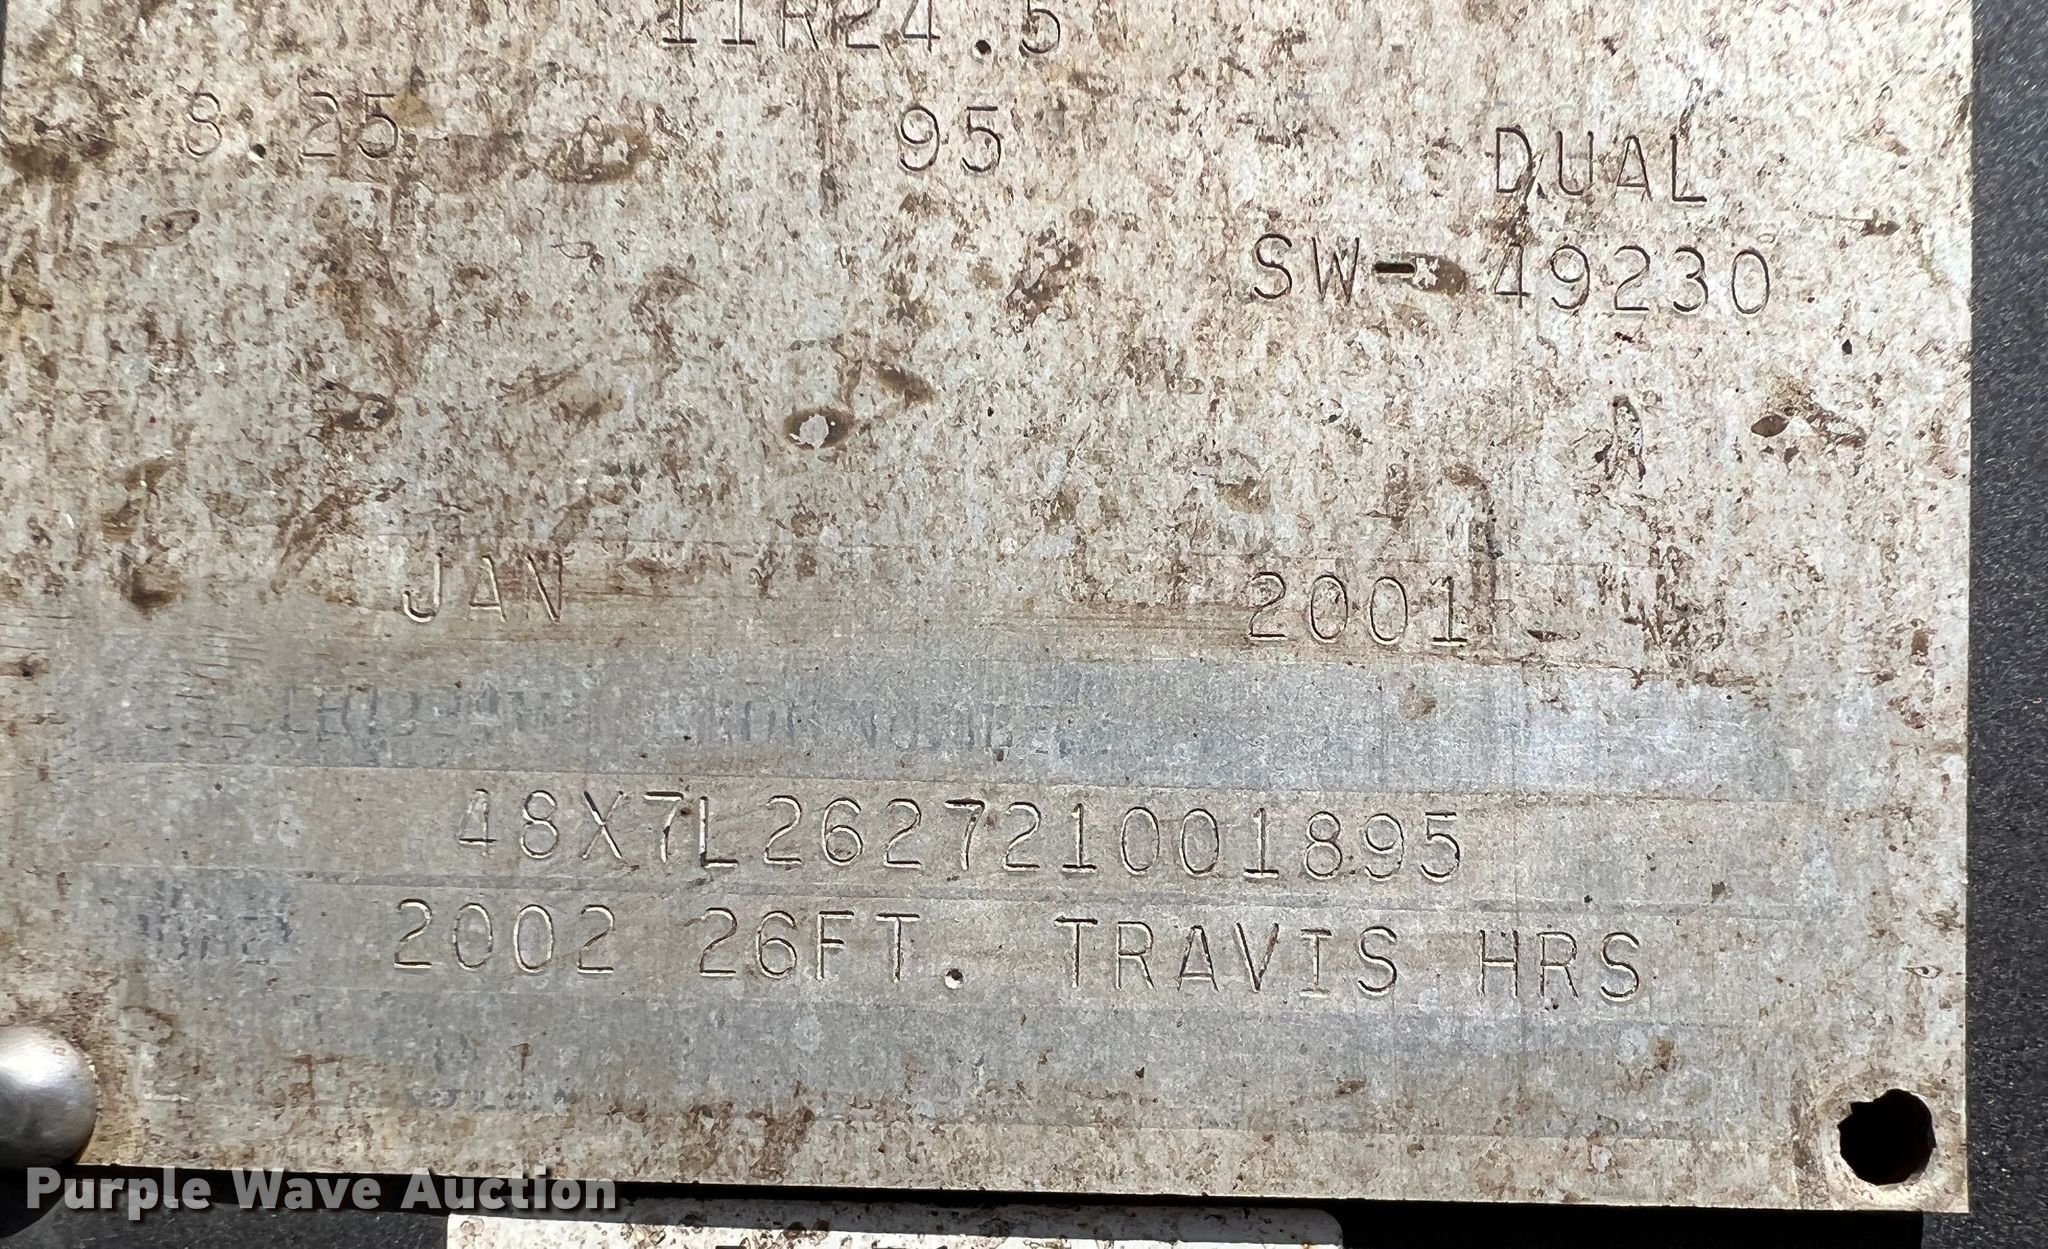 11R24.5
8.25 95 DUAL
SW- 49230
JAN 2001
48X7L262721001895
2002 26FT. TRAVIS HRS
Purple Wave Auction